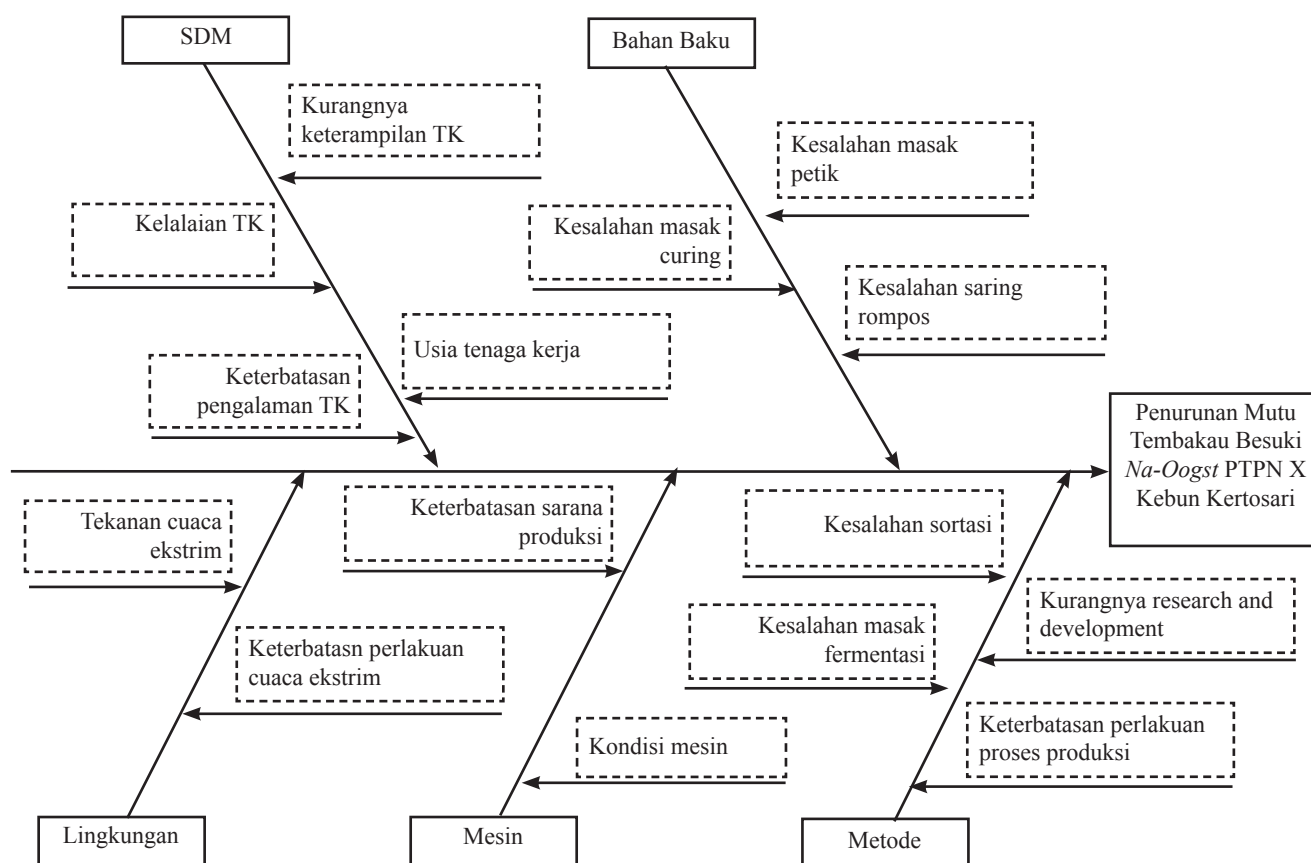 SDM
Bahan Baku
Kurangnya
keterampilan TK
Kesalahan masak
petik
Kelalaian TK
Kesalahan masak
curing
Kesalahan saring
rompos
Usia tenaga kerja
Keterbatasan
pengalaman TK
Penurunan Mutu
Tembakau Besuki
Na-Oogst PTPN X
Kebun Kertosari
Tekanan cuaca
ekstrim
Keterbatasan sarana
produksi
Kesalahan sortasi
Kurangnya research and
development
Kesalahan masak
fermentasi
Keterbatasn perlakuan
cuaca ekstrim
Keterbatasan perlakuan
proses produksi
Kondisi mesin
Lingkungan
Mesin
Metode